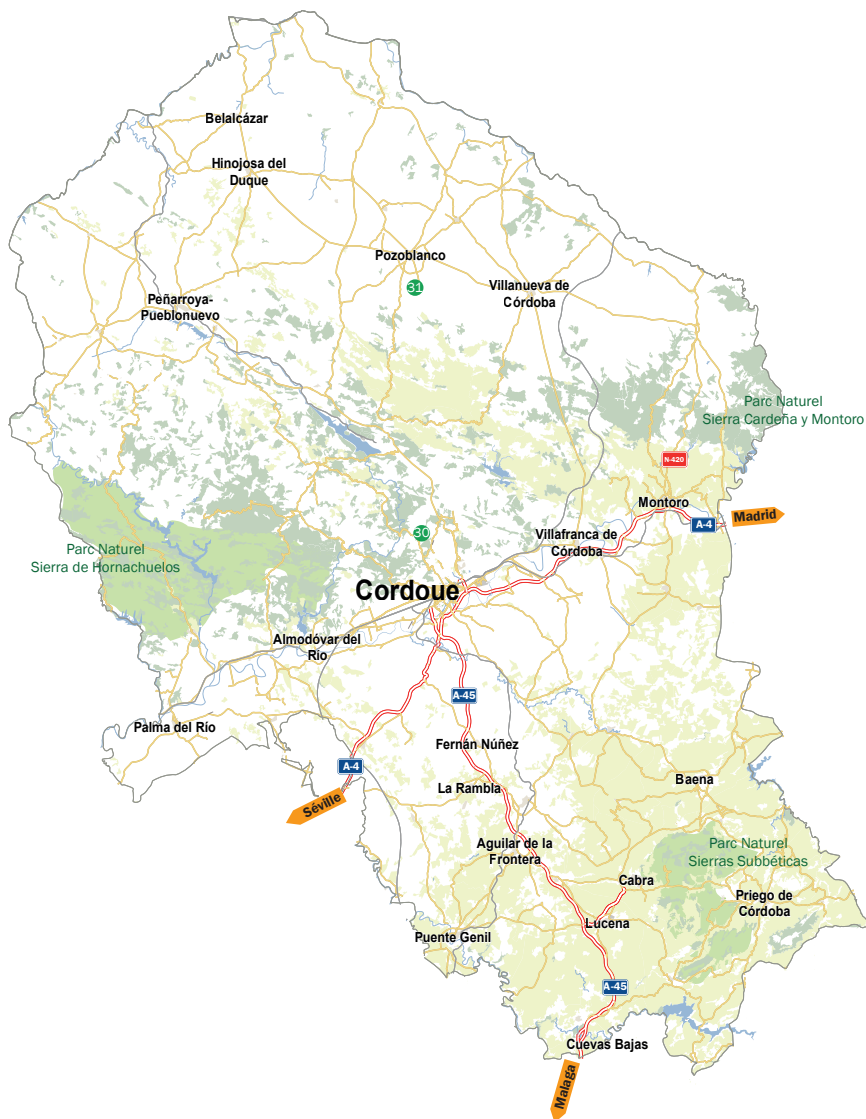 Belalcázar
Hinojosa del
Duque
Pozoblanco
31
Villanueva de
Córdoba
Peñarroya-
Pueblonuevo
Parc Naturel
Sierra Cardeña y Montoro
N-420
Montoro
Madrid
A-4
30
Villafranca de
Córdoba
Parc Naturel
Sierra de Hornachuelos
Cordoue
Almodóvar del
Río
A-45
Palma del Río
Fernán Núñez
A-4
Baena
La Rambla
Séville
Aguilar de la
Frontera
Parc Naturel
Sierras Subbéticas
Cabra
Priego de
Córdoba
Lucena
Puente Genil
A-45
Cuevas Bajas
Malaga